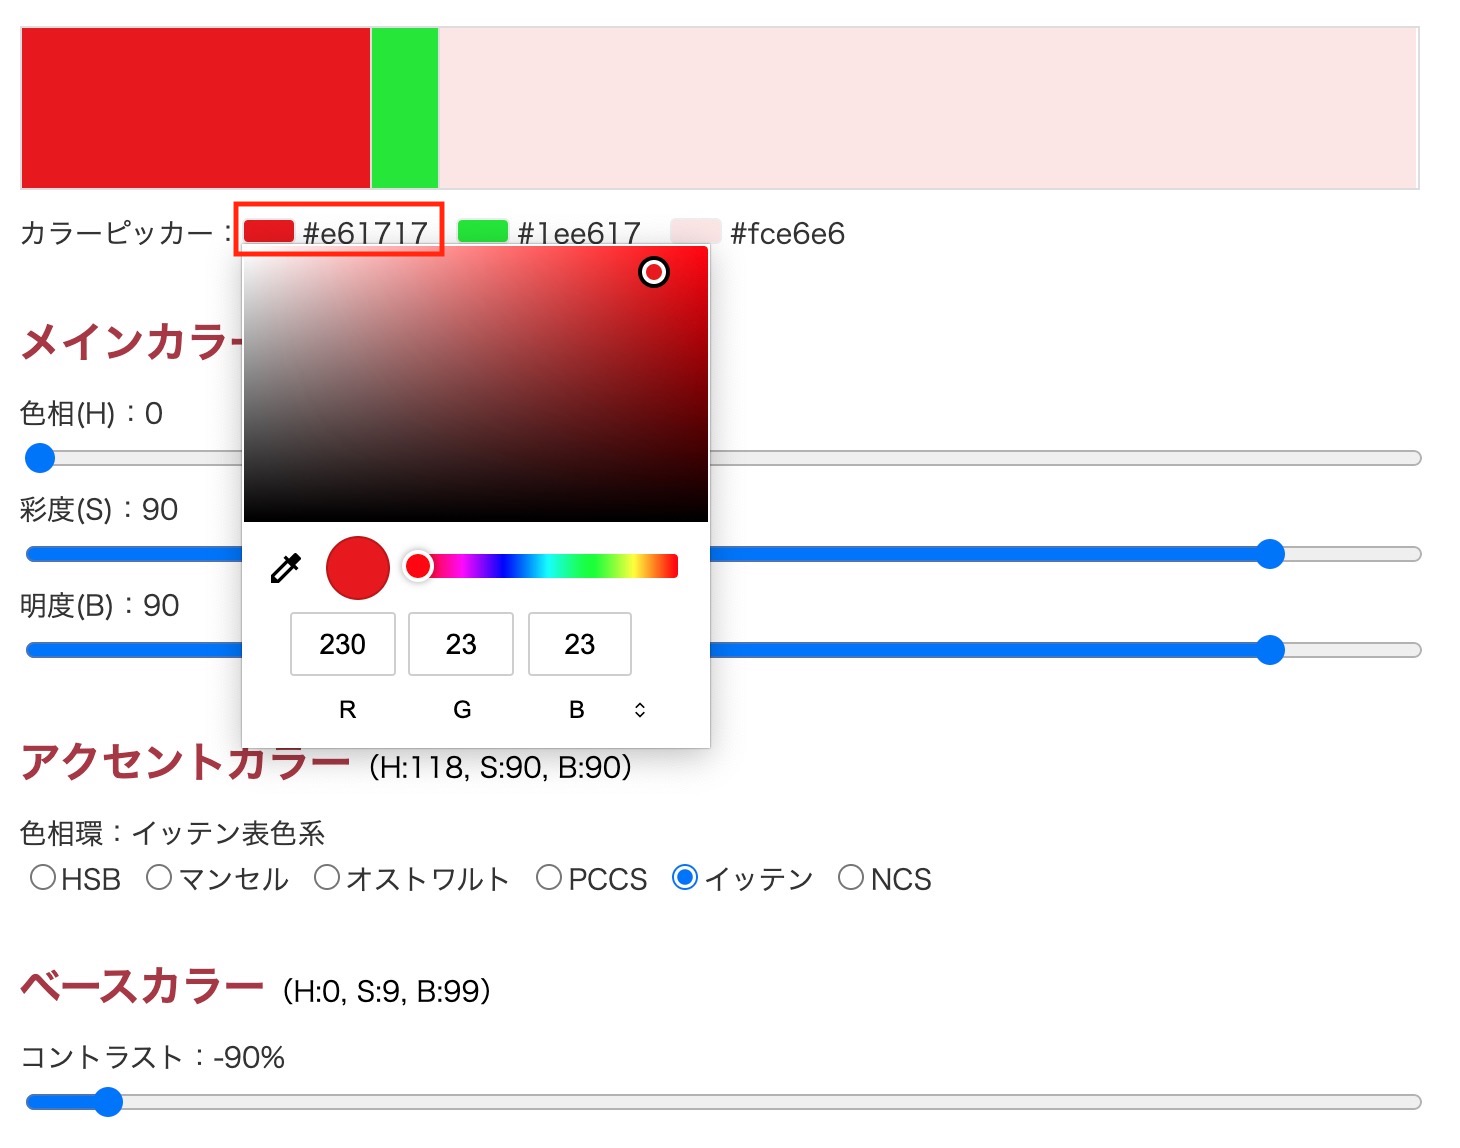 カラーピッカー： #e61717 #1ee617 #fce6e6
メインカラー
色相(H)：0
彩度(S)：90
明度(B)：90
230 23 23
R G B
アクセントカラー (H:118, S:90, B:90)
色相環：イッテン表色系
HSB マンセル オストワルト PCCS イッテン NCS
ベースカラー (H:0, S:9, B:99)
コントラスト：-90%